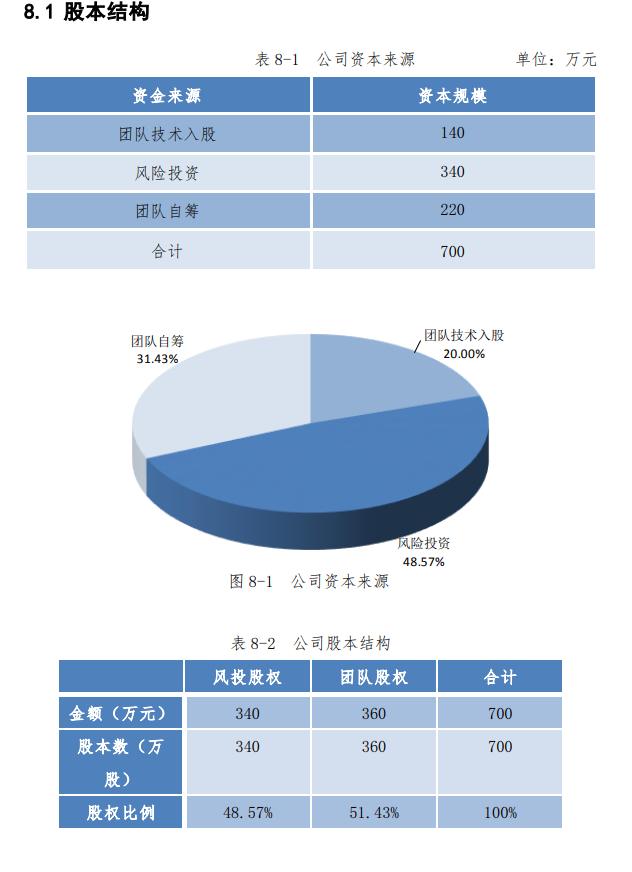 8.1 股本结构
表 8-1 公司资本来源 单位：万元
资金来源 资本规模
团队技术入股 140
风险投资 340
团队自筹 220
合计 700
团队自筹
31.43%
团队技术入股
20.00%
风险投资
48.57%
图 8-1 公司资本来源
表 8-2 公司股本结构
风投股权 团队股权 合计
金额（万元） 340 360 700
股本数（万
股） 340 360 700
股权比例 48.57% 51.43% 100%